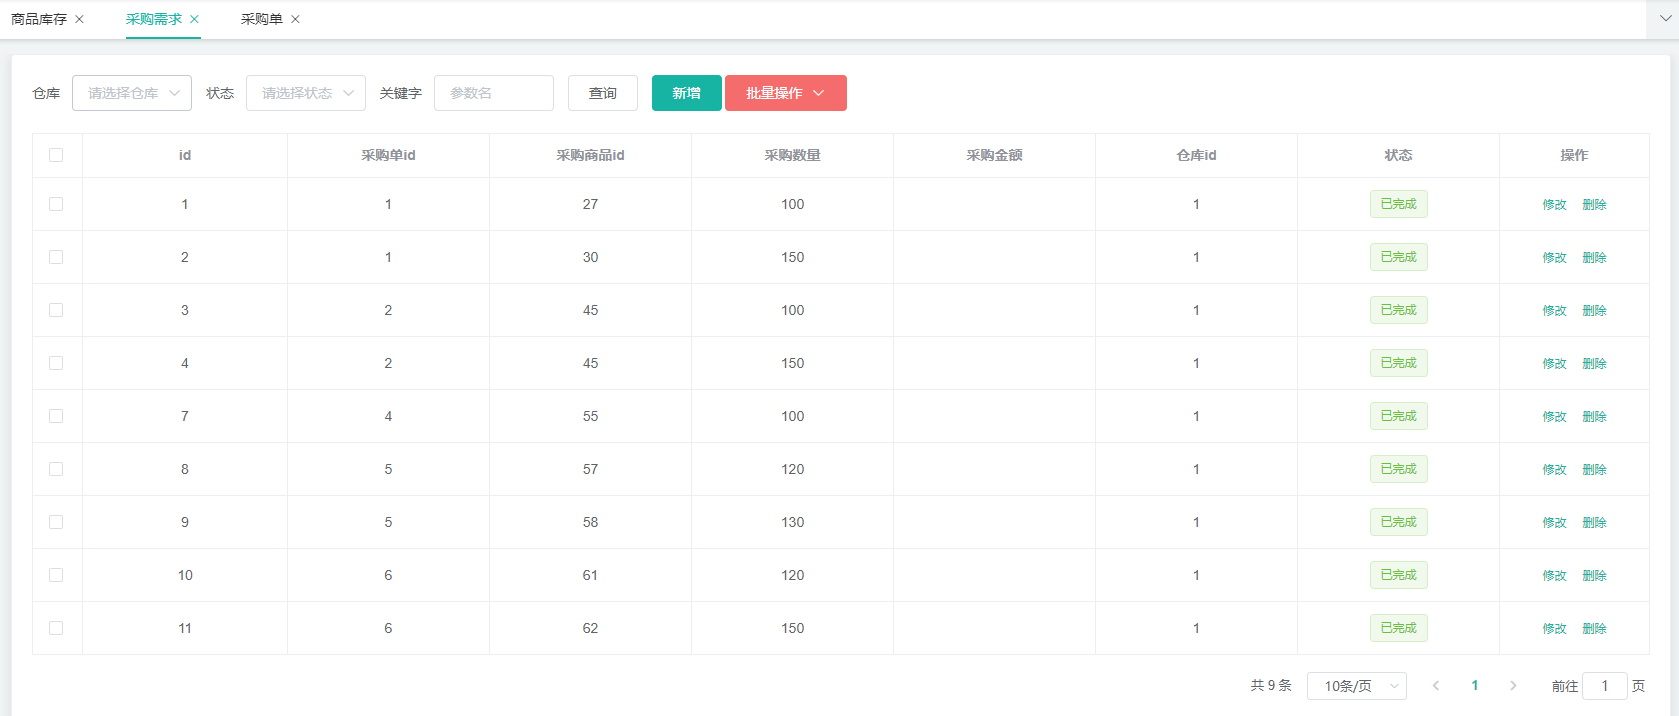 商品库存 × 采购需求 × 采购单 ×
仓库 请选择仓库 状态 请选择状态 关键字 参数名 查询 新增 批量操作
id 采购单id 采购商品id 采购数量 采购金额 仓库id 状态 操作
1 1 27 100 1 已完成 修改 删除
2 1 30 150 1 已完成 修改 删除
3 2 45 100 1 已完成 修改 删除
4 2 45 150 1 已完成 修改 删除
7 4 55 100 1 已完成 修改 删除
8 5 57 120 1 已完成 修改 删除
9 5 58 130 1 已完成 修改 删除
10 6 61 120 1 已完成 修改 删除
11 6 62 150 1 已完成 修改 删除
共 9 条 10条/页 1 前往 1 页